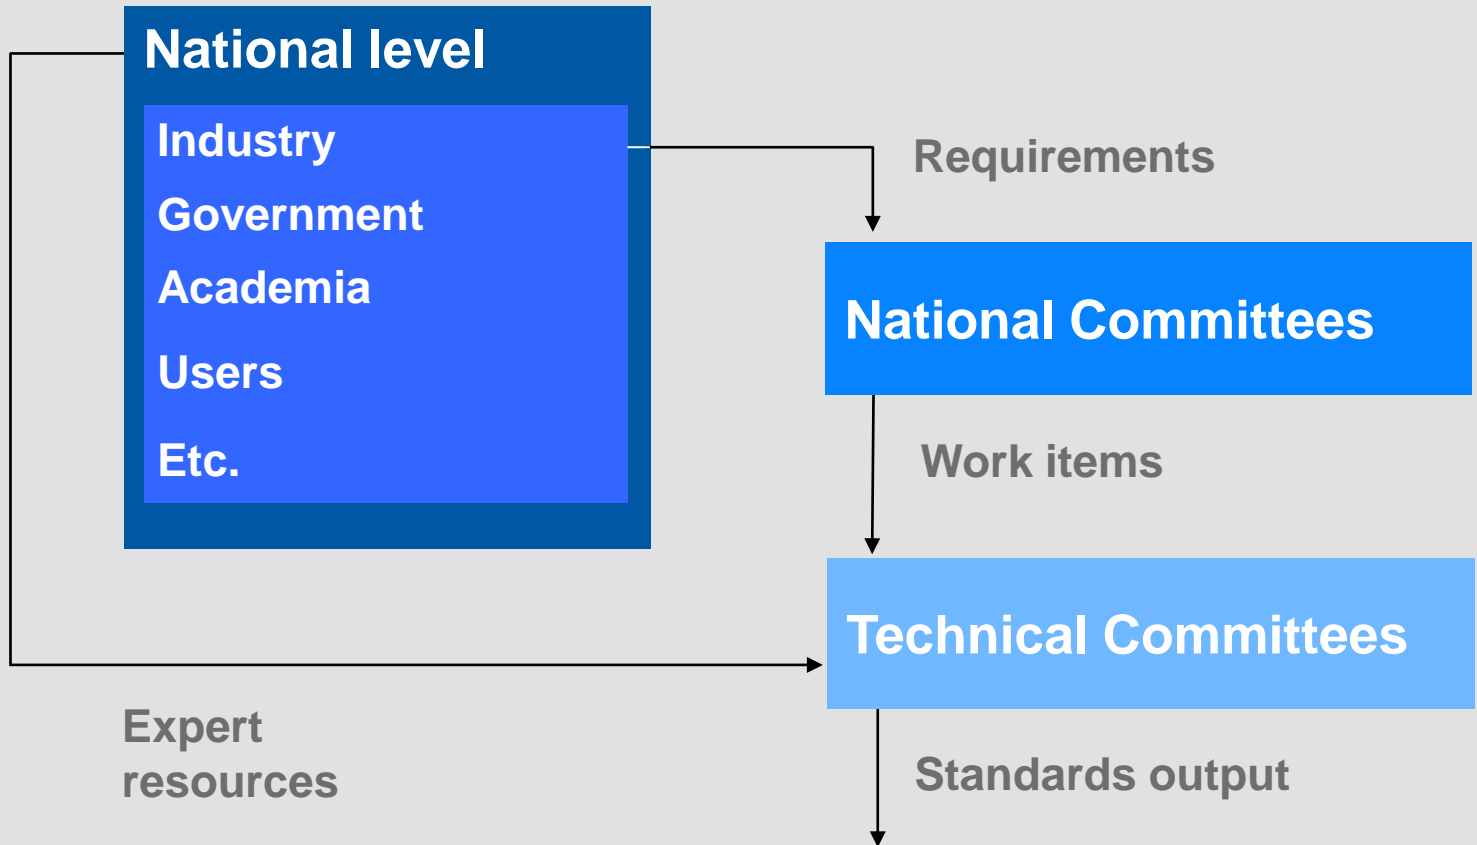 National level
Industry
Government
Academia
Users
Etc.
Requirements
National Committees
Work items
Technical Committees
Expert
resources
Standards output